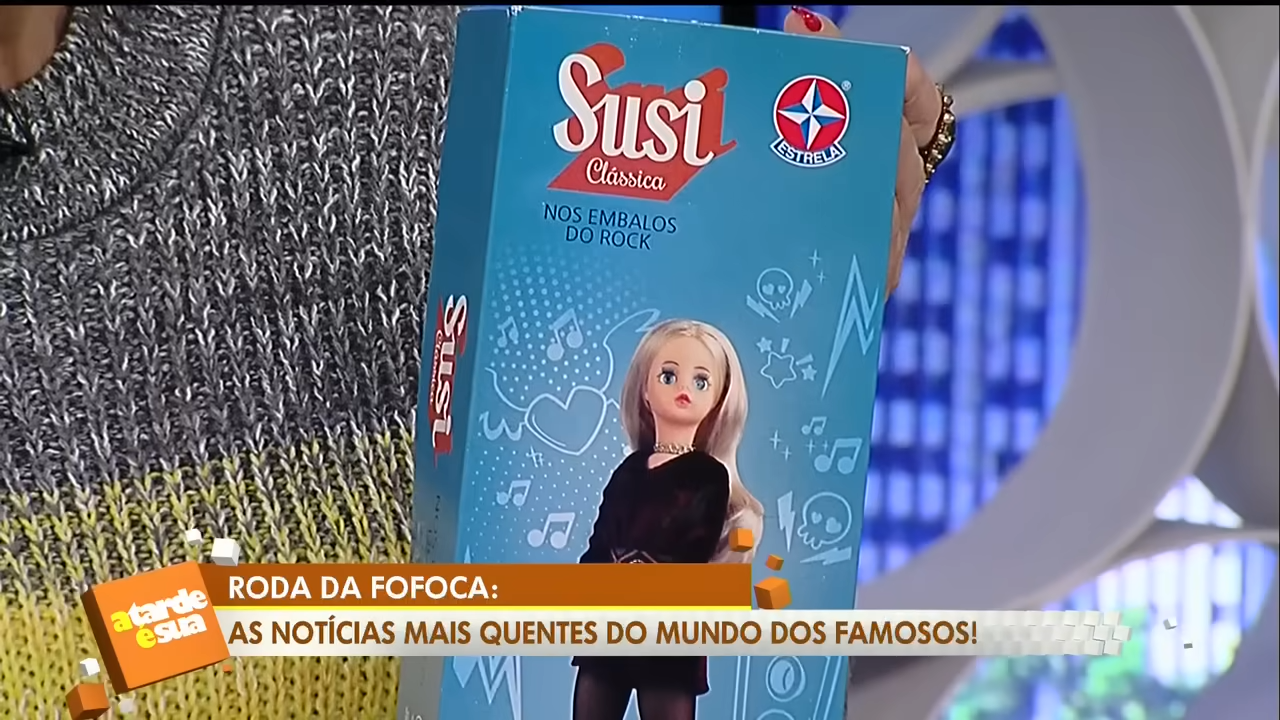 Susi
Clássica
ESTRELA
®
NOS EMBALOS
DO ROCK
Susi
Clássica
a tarde
é sua
RODA DA FOFOCA:
AS NOTÍCIAS MAIS QUENTES DO MUNDO DOS FAMOSOS!